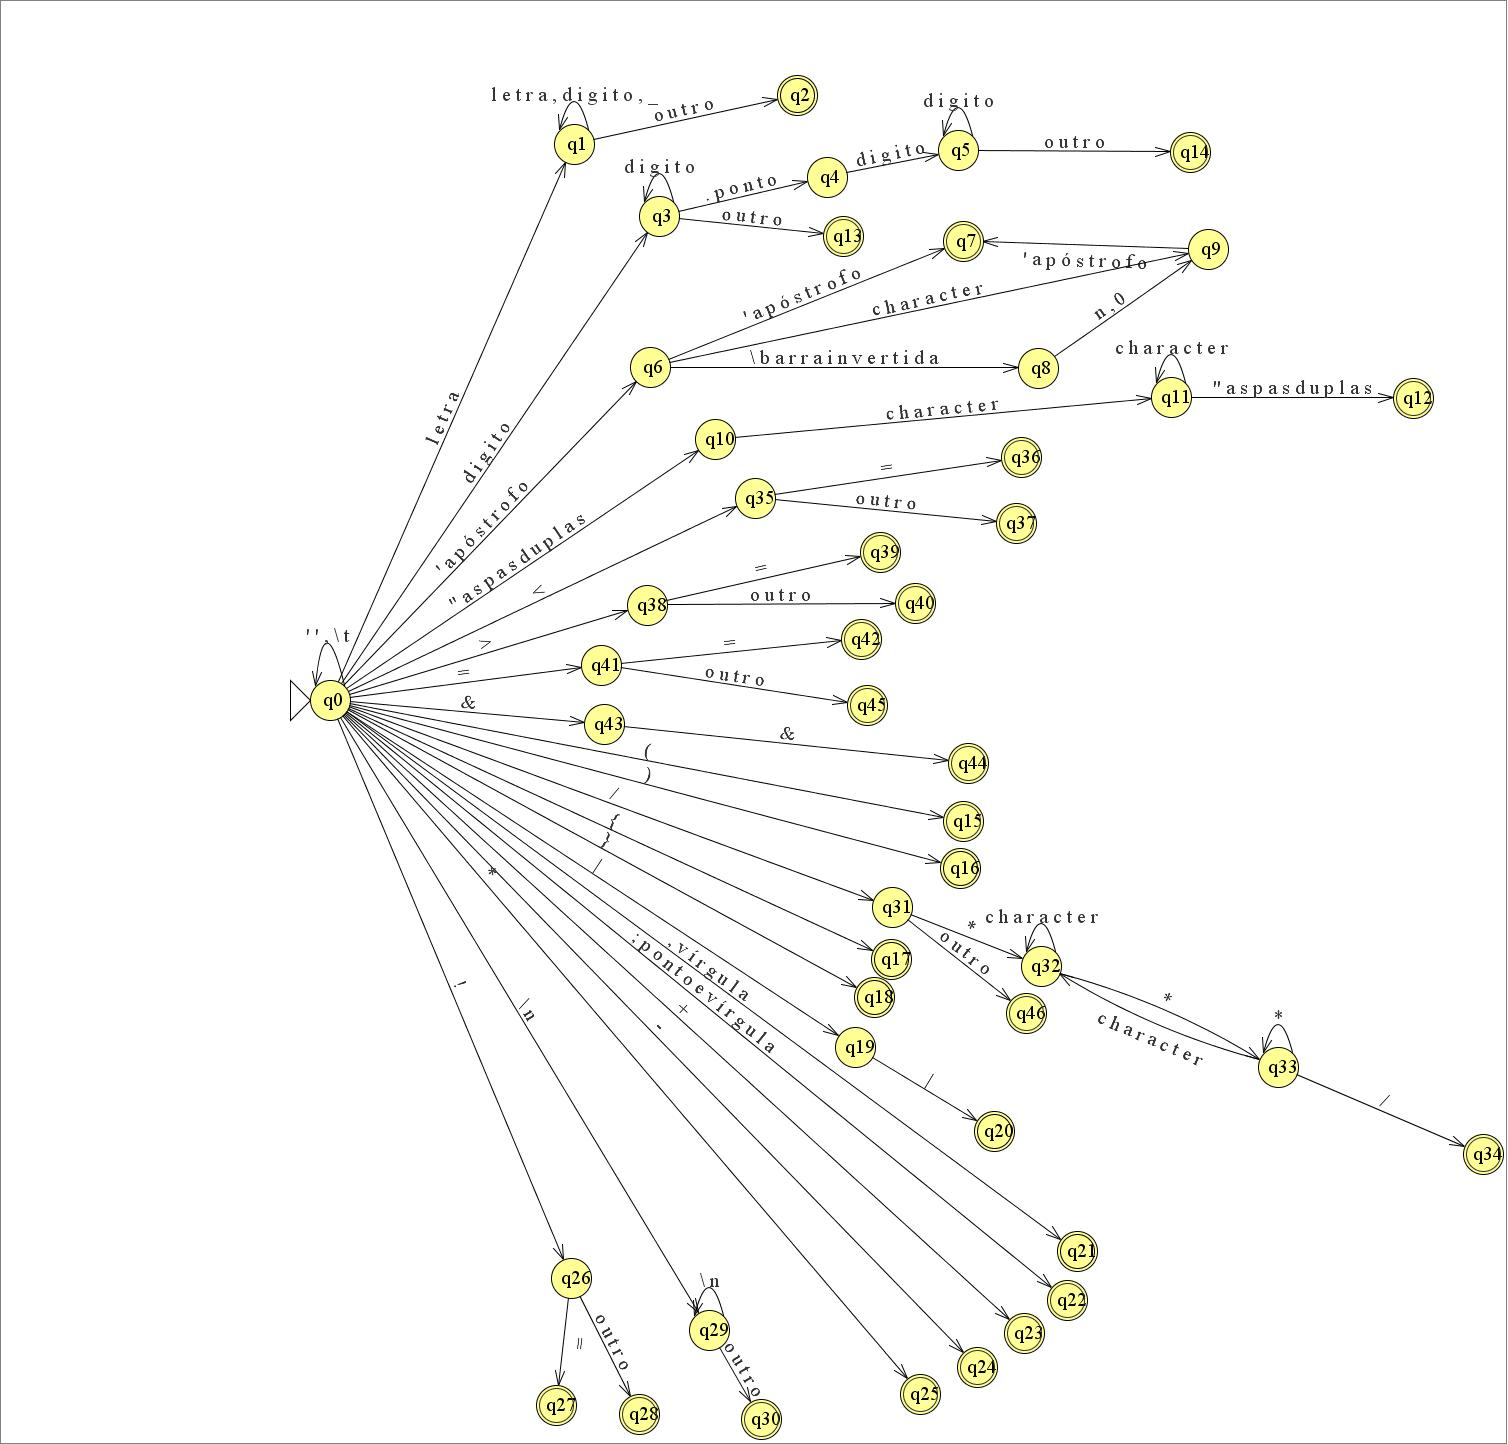 letra,digito,_
outro
q2
q1
digito
q5
outro
q14
digito
q4
digito
.ponto
q3
outro
q13
q7
q9
'apóstrofo
'apóstrofo
character
n,0
q6
\barrainvertida
q8
character
q11
"aspasduplas
q12
letra
digito
character
q10
=
q36
q35
outro
q37
'apóstrofo
"aspasduplas
<
q39
=
q38
outro
q40
' ',\t
>
=
q42
=
q41
outro
q45
q0
&
q43
&
q44
(
)
q15
/
{
}
|
q16
*
q31
*
character
outro
q32
q17
q18
q46
*
character
*
q33
,vírgula
;pontoevírgula
!
\n
+
-
q19
|
q20
/
q34
q21
q26
\n
q22
q29
q23
=
outro
outro
q24
q25
q27
q28
q30